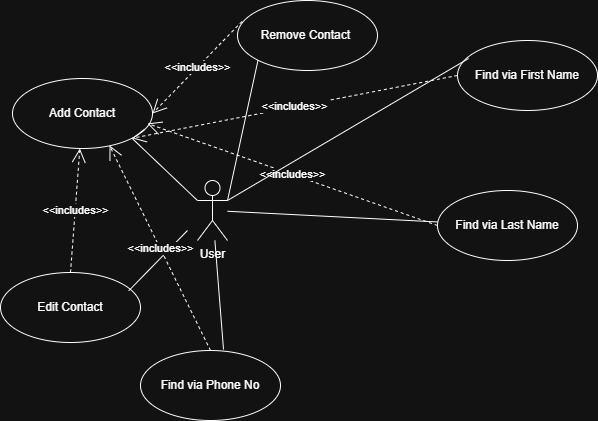 Remove Contact
<<includes>>
Find via First Name
<<includes>>
Add Contact
<<includes>>
<<includes>>
Find via Last Name
<<includes>>
User
Edit Contact
Find via Phone No